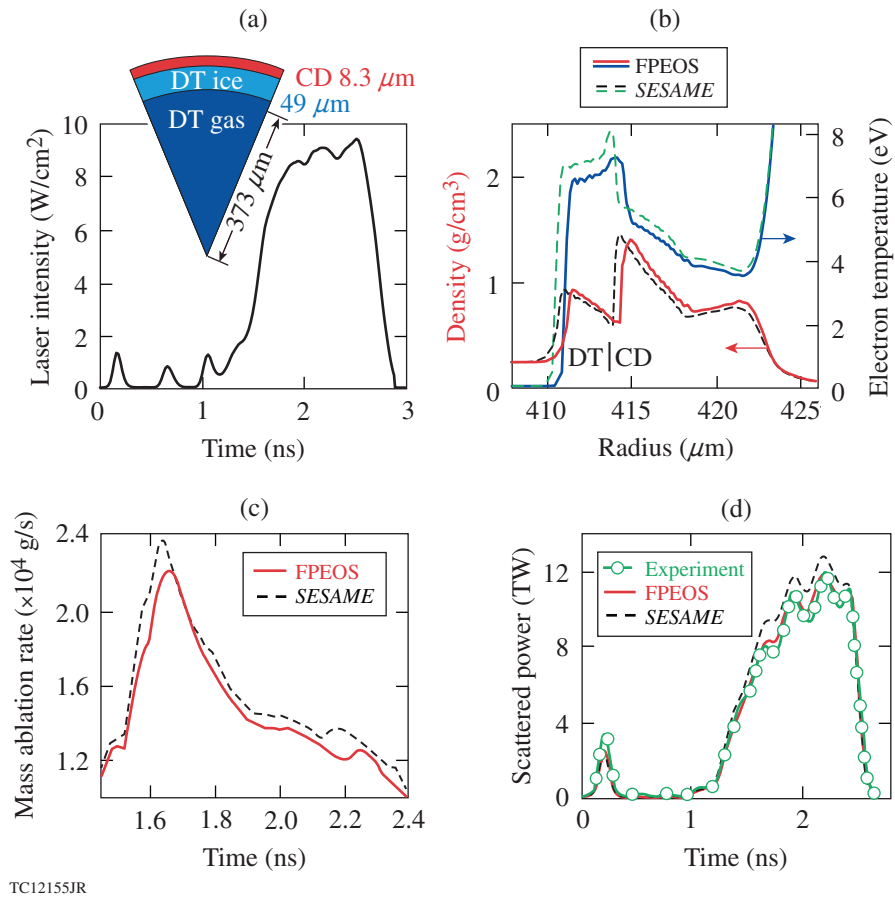 (a)
DT ice
DT gas
CD 8.3 μm
49 μm
373 μm
Laser intensity (W/cm²)
10
8
6
4
2
0
0
1
2
3
Time (ns)
(b)
FPEOS
SESAME
Density (g/cm³)
2
1
0
DT|CD
8
6
4
2
0
Electron temperature (eV)
410
415
420
425
Radius (μm)
(c)
Mass ablation rate (×10⁴ g/s)
2.4
2.0
1.6
1.2
FPEOS
SESAME
1.6
1.8
2.0
2.2
2.4
Time (ns)
(d)
Scattered power (TW)
12
8
4
0
Experiment
FPEOS
SESAME
0
1
2
Time (ns)
TC12155JR